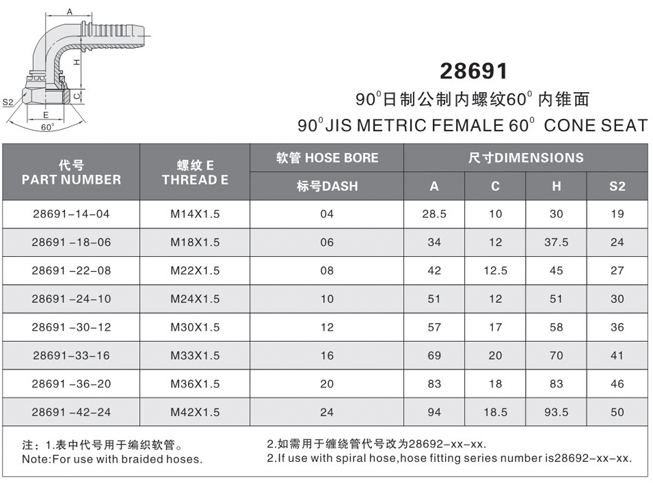 A
H
C
S2
E
60°
28691
90°日制公制内螺纹60° 内锥面
90°JIS METRIC FEMALE 60° CONE SEAT
代号 螺纹 E 软管 HOSE BORE 尺寸DIMENSIONS
PART NUMBER THREAD E 标号DASH A C H S2
28691-14-04 M14X1.5 04 28.5 10 30 19
28691-18-06 M18X1.5 06 34 12 37.5 24
28691-22-08 M22X1.5 08 42 12.5 45 27
28691-24-10 M24X1.5 10 51 12 51 30
28691-30-12 M30X1.5 12 57 17 58 36
28691-33-16 M33X1.5 16 69 20 70 41
28691-36-20 M36X1.5 20 83 18 83 46
28691-42-24 M42X1.5 24 94 18.5 93.5 50
注：1.表中代号用于编织软管。 2.如需用于缠绕管代号改为28692-xx-xx.
Note:For use with braided hoses. 2.If use with spiral hose,hose fitting series number is28692-xx-xx.